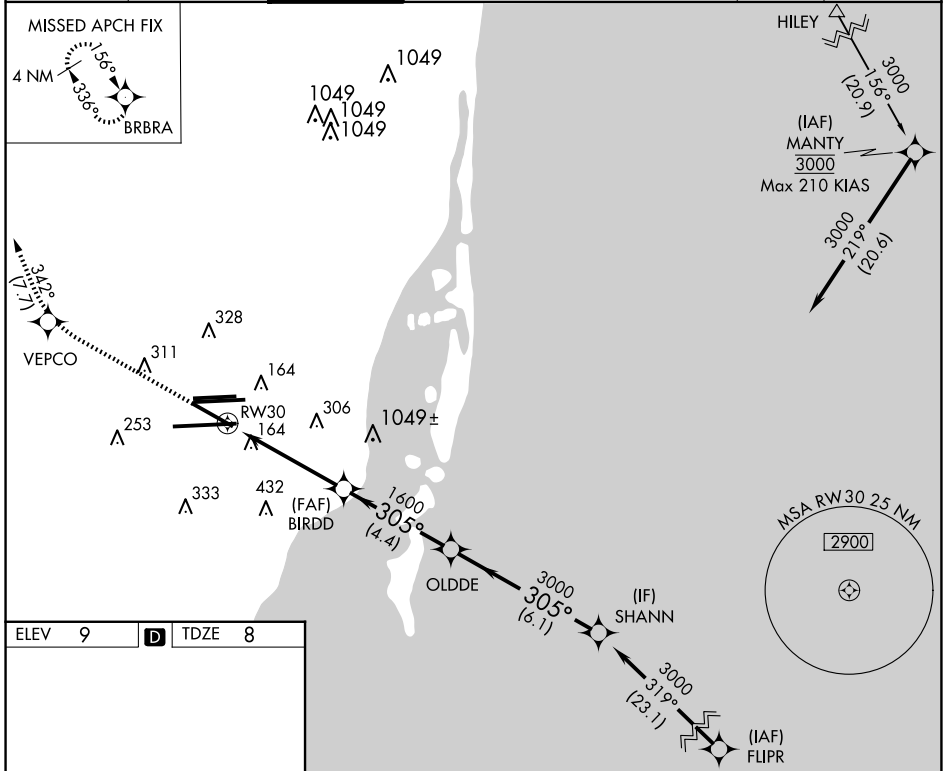 MISSED APCH FIX
4 NM
156°
336°
BRBRA
1049
1049
1049
1049
HILEY
3000
156°
(20.9)
(IAF)
MANTY
3000
Max 210 KIAS
3000
219°
(20.6)
342°
(7.7)
VEPCO
328
311
164
RW30
306
1049±
253
164
333
432
(FAF)
BIRDD
1600
305°
(4.4)
OLDDE
3000
305°
(6.1)
(IF)
SHANN
MSA RW30 25 NM
2900
3000
319°
(23.1)
(IAF)
FLIPR
ELEV 9 D TDZE 8